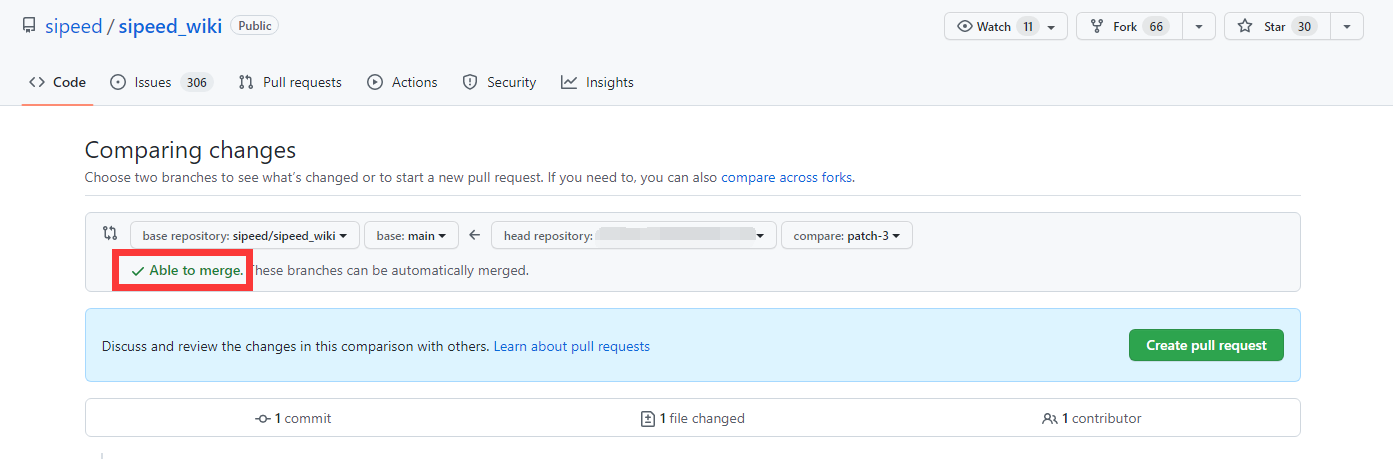 sipeed / sipeed_wiki Public Watch 11 Fork 66 Star 30
Code Issues 306 Pull requests Actions Security Insights
Comparing changes
Choose two branches to see what's changed or to start a new pull request. If you need to, you can also compare across forks.
base repository: sipeed/sipeed_wiki base: main head repository: compare: patch-3
Able to merge. These branches can be automatically merged.
Discuss and review the changes in this comparison with others. Learn about pull requests Create pull request
1 commit 1 file changed 1 contributor